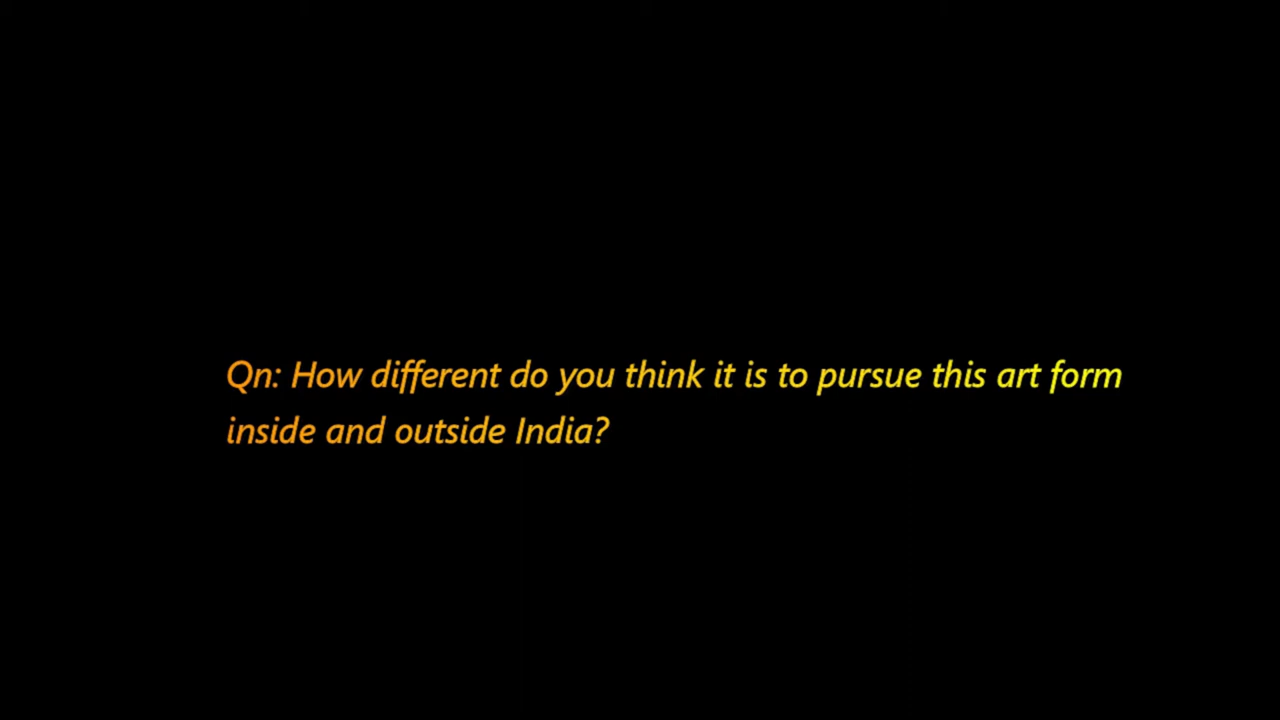 Qn: How different do you think it is to pursue this art form
inside and outside India?